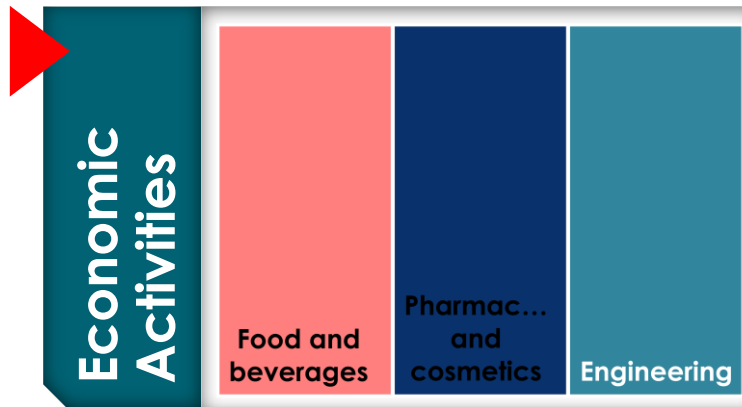 Economic
Activities
Food and
beverages
Pharmac...
and
cosmetics
Engineering